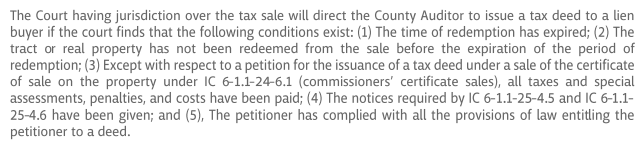 The Court having jurisdiction over the tax sale will direct the County Auditor to issue a tax deed to a lien
buyer if the court finds that the following conditions exist: (1) The time of redemption has expired; (2) The
tract or real property has not been redeemed from the sale before the expiration of the period of
redemption; (3) Except with respect to a petition for the issuance of a tax deed under a sale of the certificate
of sale on the property under IC 6-1.1-24-6.1 (commissioners' certificate sales), all taxes and special
assessments, penalties, and costs have been paid; (4) The notices required by IC 6-1.1-25-4.5 and IC 6-1.1-
25-4.6 have been given; and (5), The petitioner has complied with all the provisions of law entitling the
petitioner to a deed.